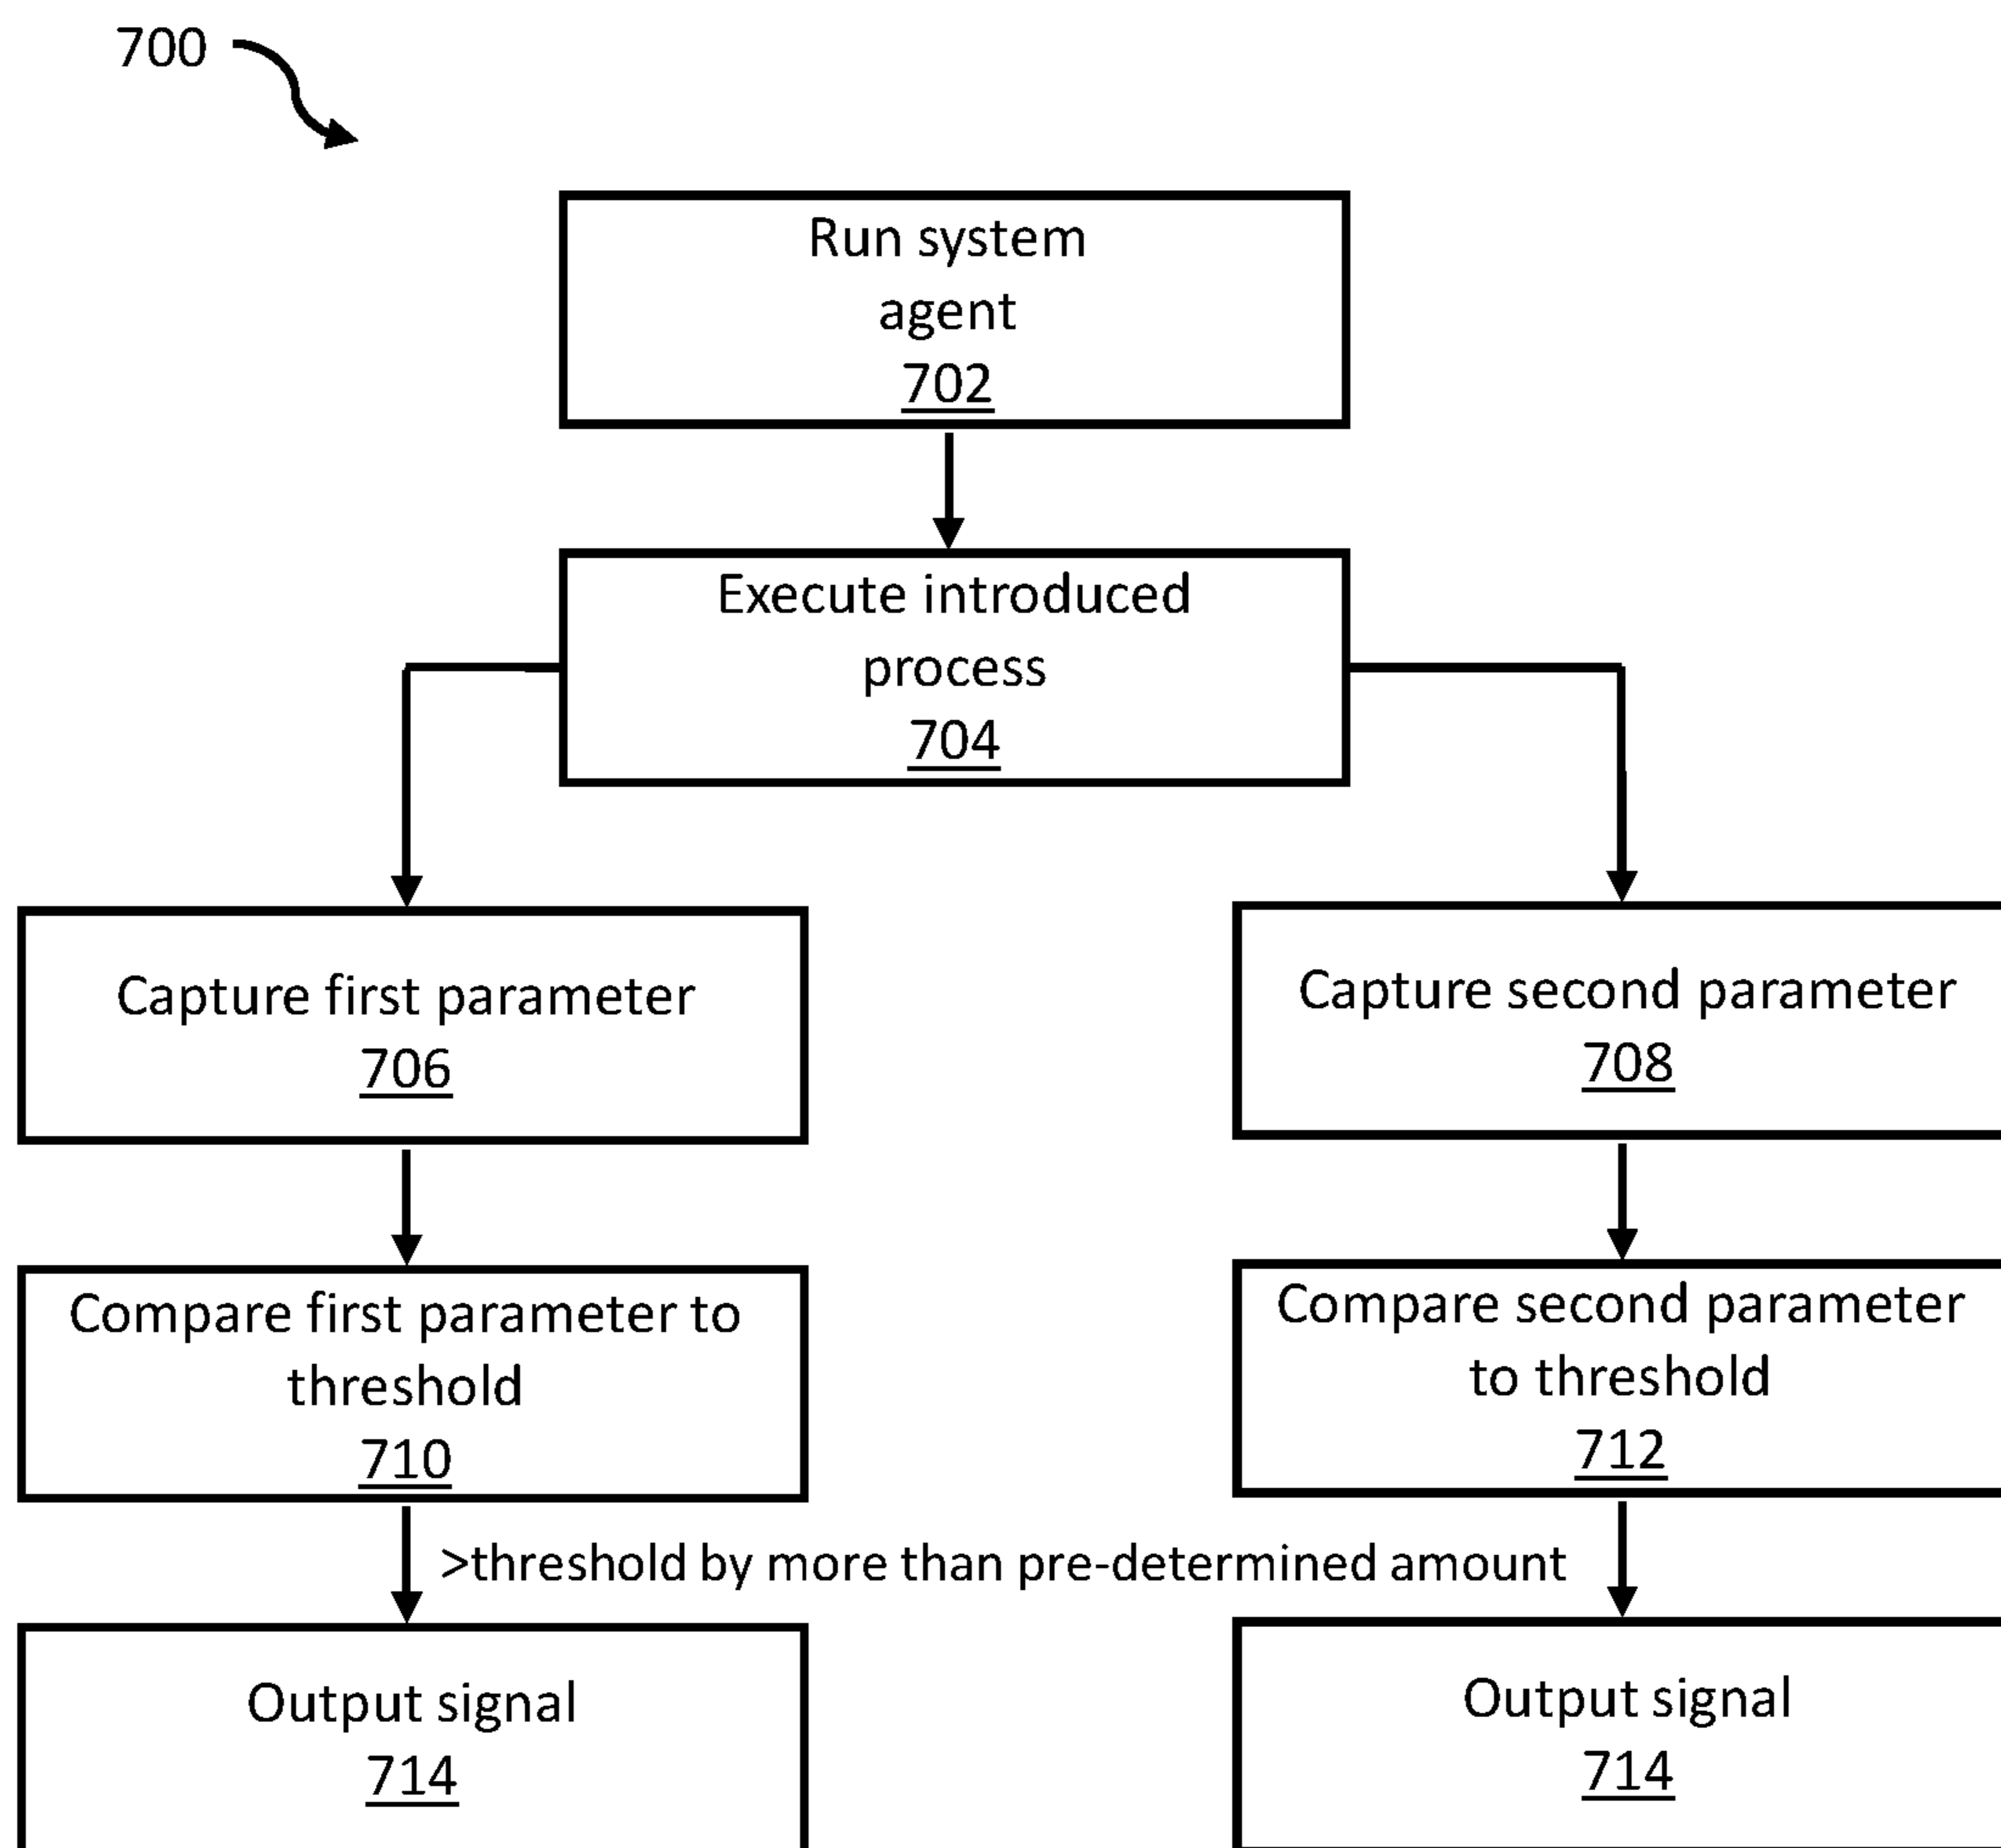 700
Run system
agent
702
Execute introduced
process
704
Capture first parameter
706
Capture second parameter
708
Compare first parameter to
threshold
710
Compare second parameter
to threshold
712
>threshold by more than pre-determined amount
Output signal
714
Output signal
714